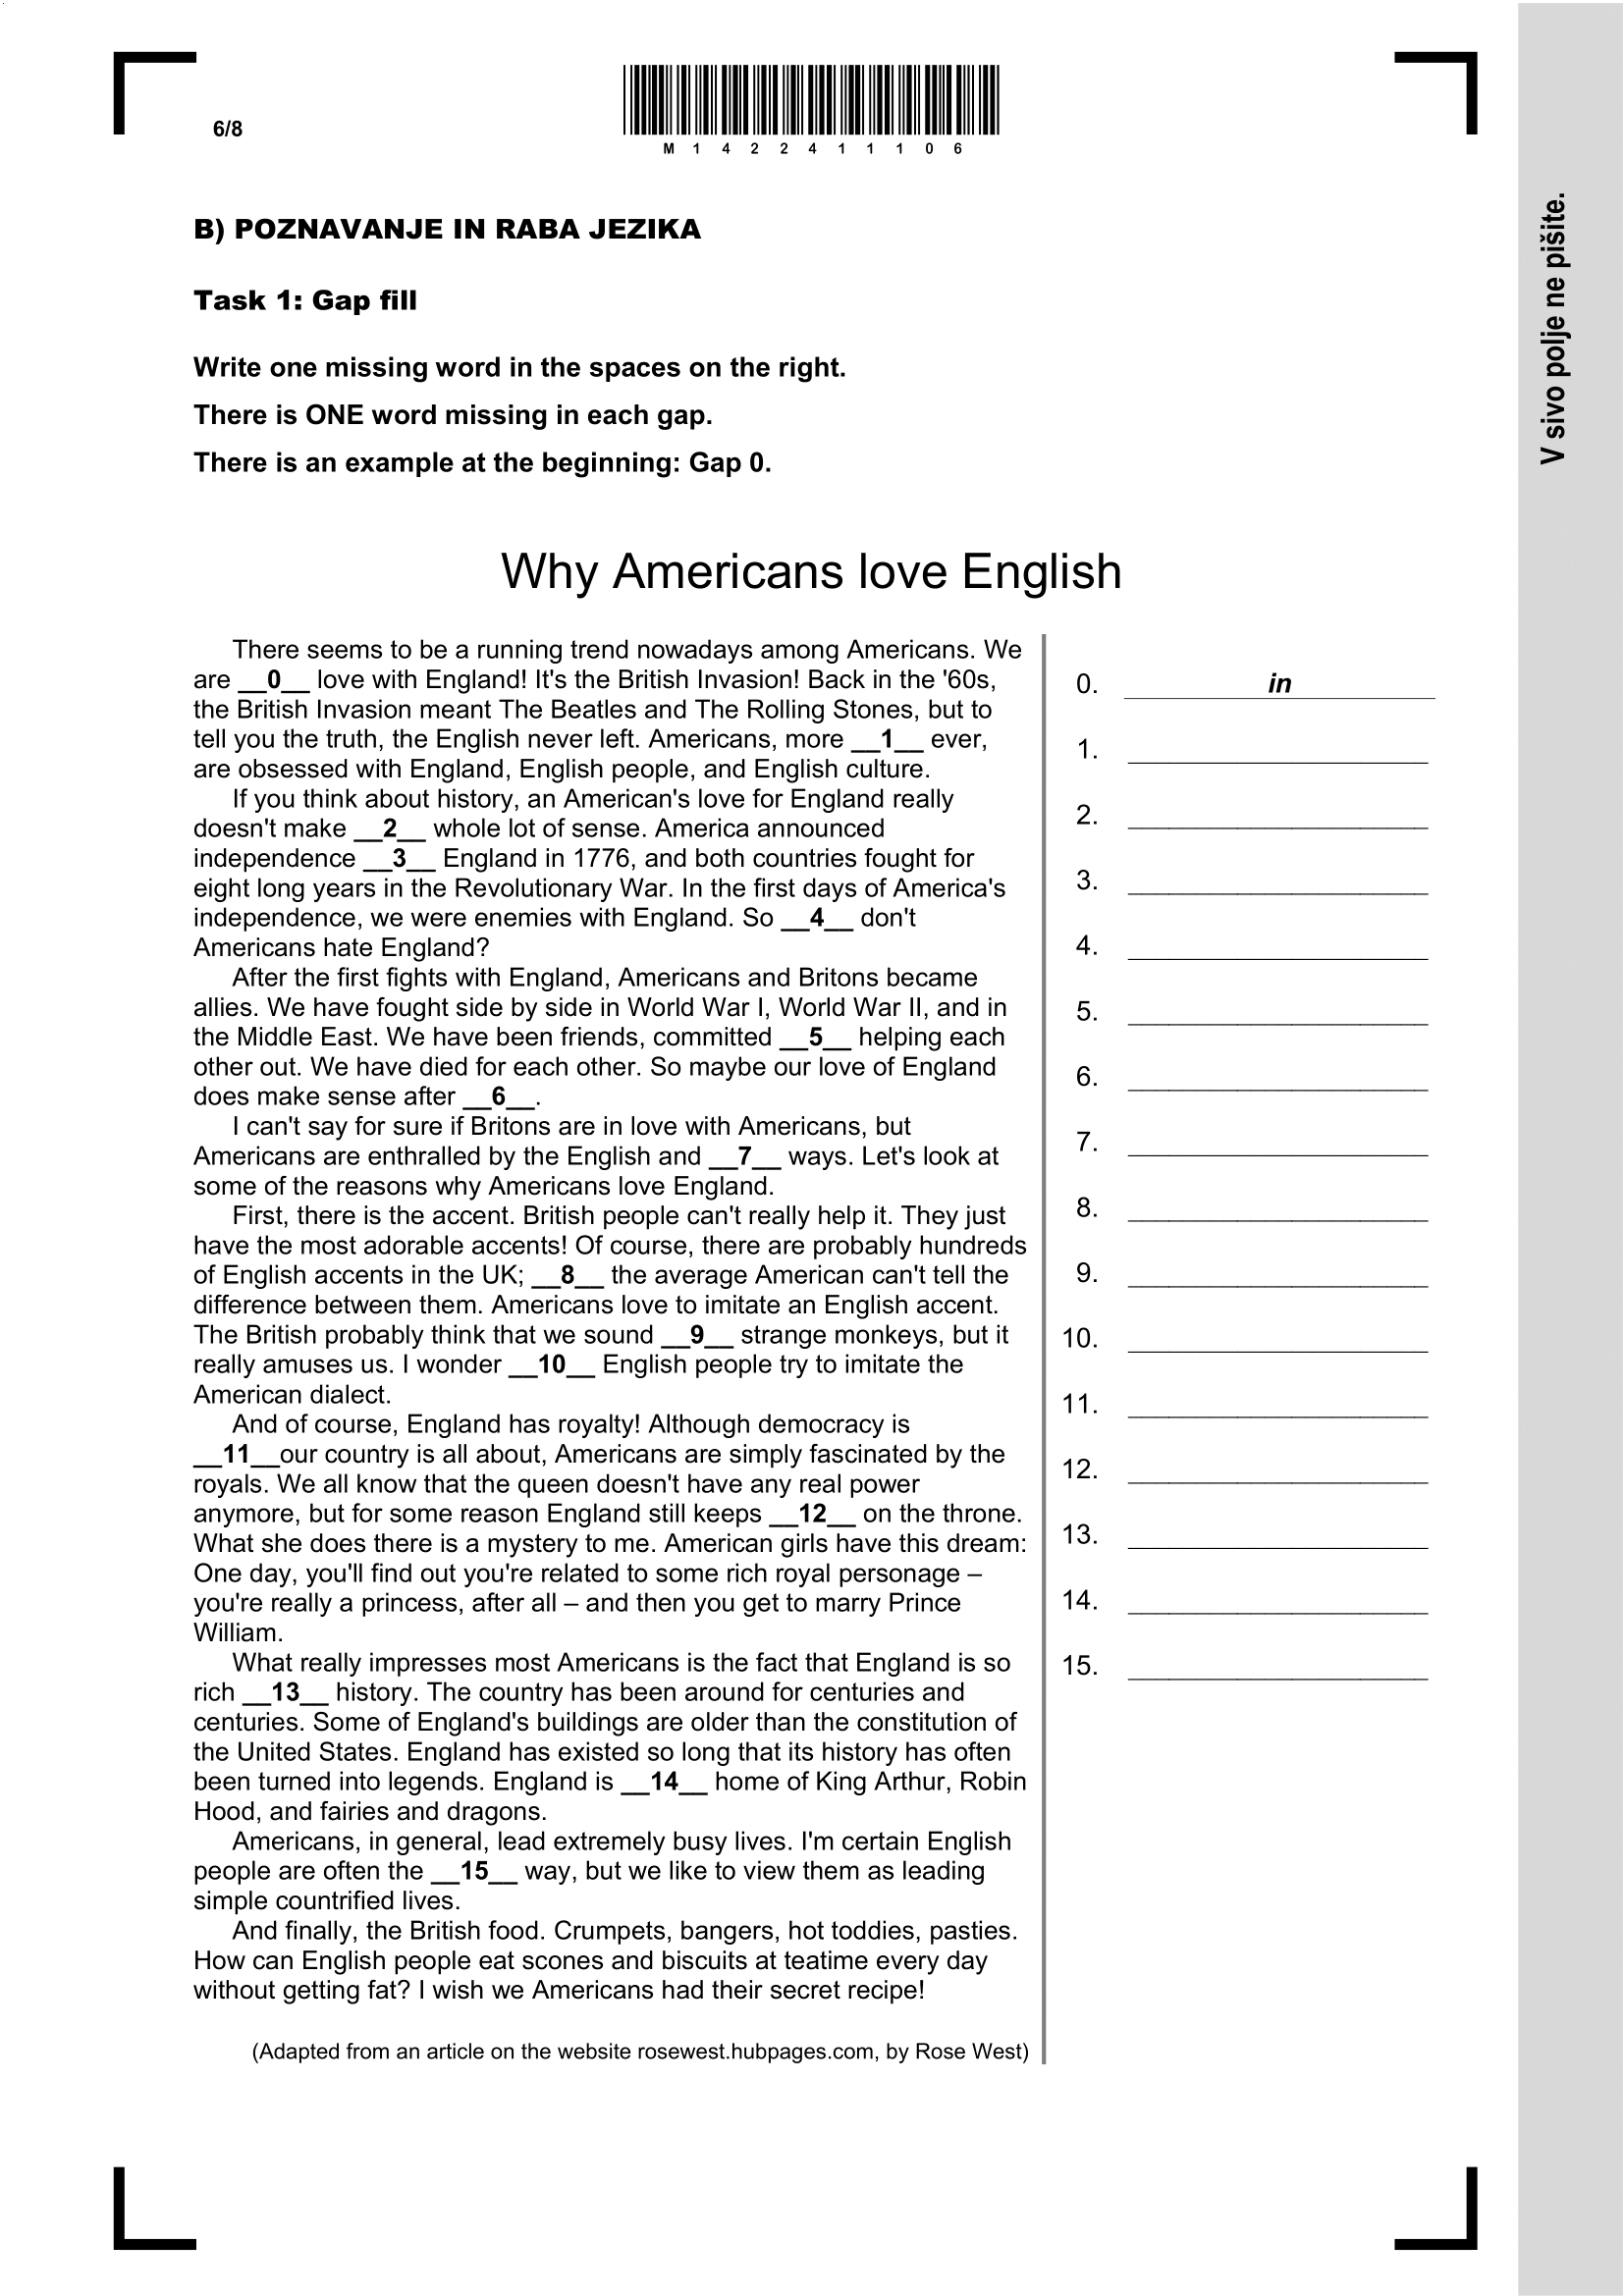 6/8
M 1 4 2 2 4 1 1 1 0 6
V sivo polje ne pišite.
B) POZNAVANJE IN RABA JEZIKA
Task 1: Gap fill
Write one missing word in the spaces on the right.
There is ONE word missing in each gap.
There is an example at the beginning: Gap 0.
Why Americans love English
There seems to be a running trend nowadays among Americans. We
are __0__ love with England! It's the British Invasion! Back in the '60s,
the British Invasion meant The Beatles and The Rolling Stones, but to
tell you the truth, the English never left. Americans, more __1__ ever,
are obsessed with England, English people, and English culture.
If you think about history, an American's love for England really
doesn't make __2__ whole lot of sense. America announced
independence __3__ England in 1776, and both countries fought for
eight long years in the Revolutionary War. In the first days of America's
independence, we were enemies with England. So __4__ don't
Americans hate England?
After the first fights with England, Americans and Britons became
allies. We have fought side by side in World War I, World War II, and in
the Middle East. We have been friends, committed __5__ helping each
other out. We have died for each other. So maybe our love of England
does make sense after __6__.
I can't say for sure if Britons are in love with Americans, but
Americans are enthralled by the English and __7__ ways. Let's look at
some of the reasons why Americans love England.
First, there is the accent. British people can't really help it. They just
have the most adorable accents! Of course, there are probably hundreds
of English accents in the UK; __8__ the average American can't tell the
difference between them. Americans love to imitate an English accent.
The British probably think that we sound __9__ strange monkeys, but it
really amuses us. I wonder __10__ English people try to imitate the
American dialect.
And of course, England has royalty! Although democracy is
__11__our country is all about, Americans are simply fascinated by the
royals. We all know that the queen doesn't have any real power
anymore, but for some reason England still keeps __12__ on the throne.
What she does there is a mystery to me. American girls have this dream:
One day, you'll find out you're related to some rich royal personage –
you're really a princess, after all – and then you get to marry Prince
William.
What really impresses most Americans is the fact that England is so
rich __13__ history. The country has been around for centuries and
centuries. Some of England's buildings are older than the constitution of
the United States. England has existed so long that its history has often
been turned into legends. England is __14__ home of King Arthur, Robin
Hood, and fairies and dragons.
Americans, in general, lead extremely busy lives. I'm certain English
people are often the __15__ way, but we like to view them as leading
simple countrified lives.
And finally, the British food. Crumpets, bangers, hot toddies, pasties.
How can English people eat scones and biscuits at teatime every day
without getting fat? I wish we Americans had their secret recipe!
(Adapted from an article on the website rosewest.hubpages.com, by Rose West)
0. in
1.
2.
3.
4.
5.
6.
7.
8.
9.
10.
11.
12.
13.
14.
15.